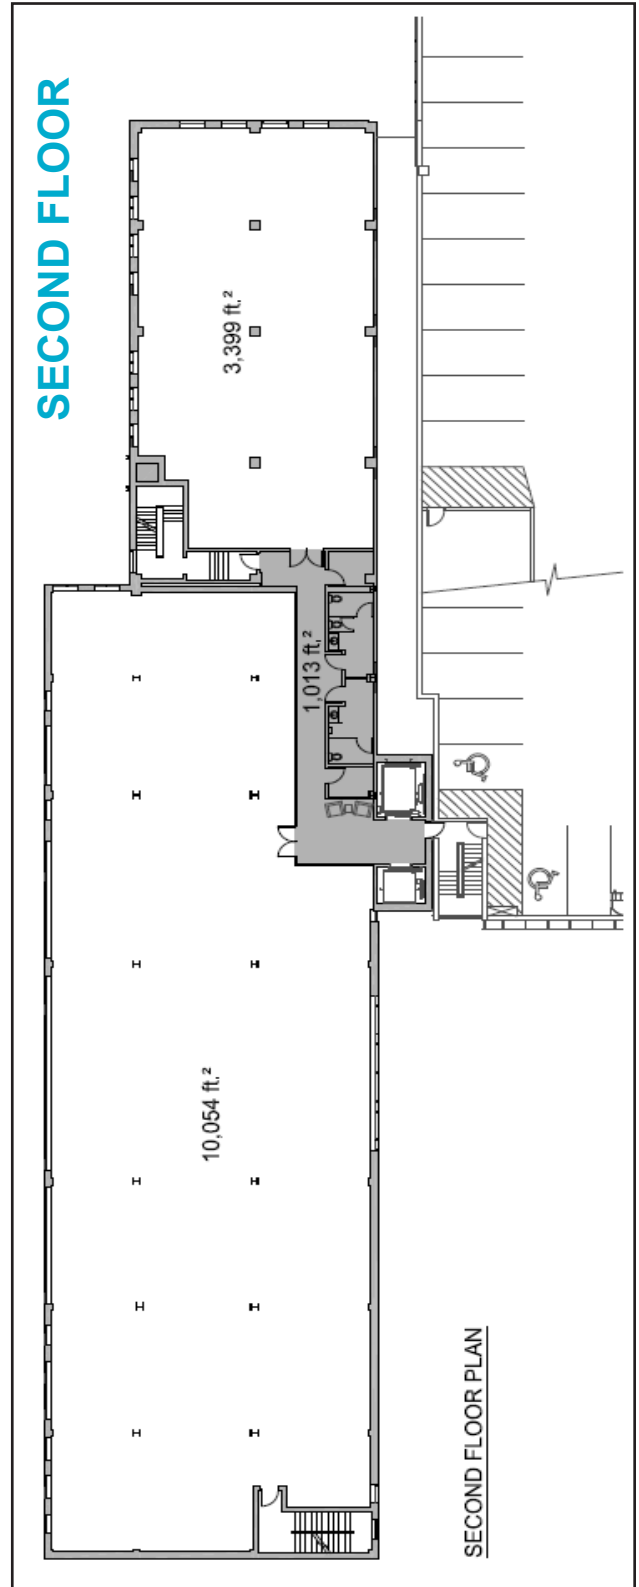 SECOND FLOOR
3,399 ft.²
1,013 ft.²
10,054 ft.²
SECOND FLOOR PLAN